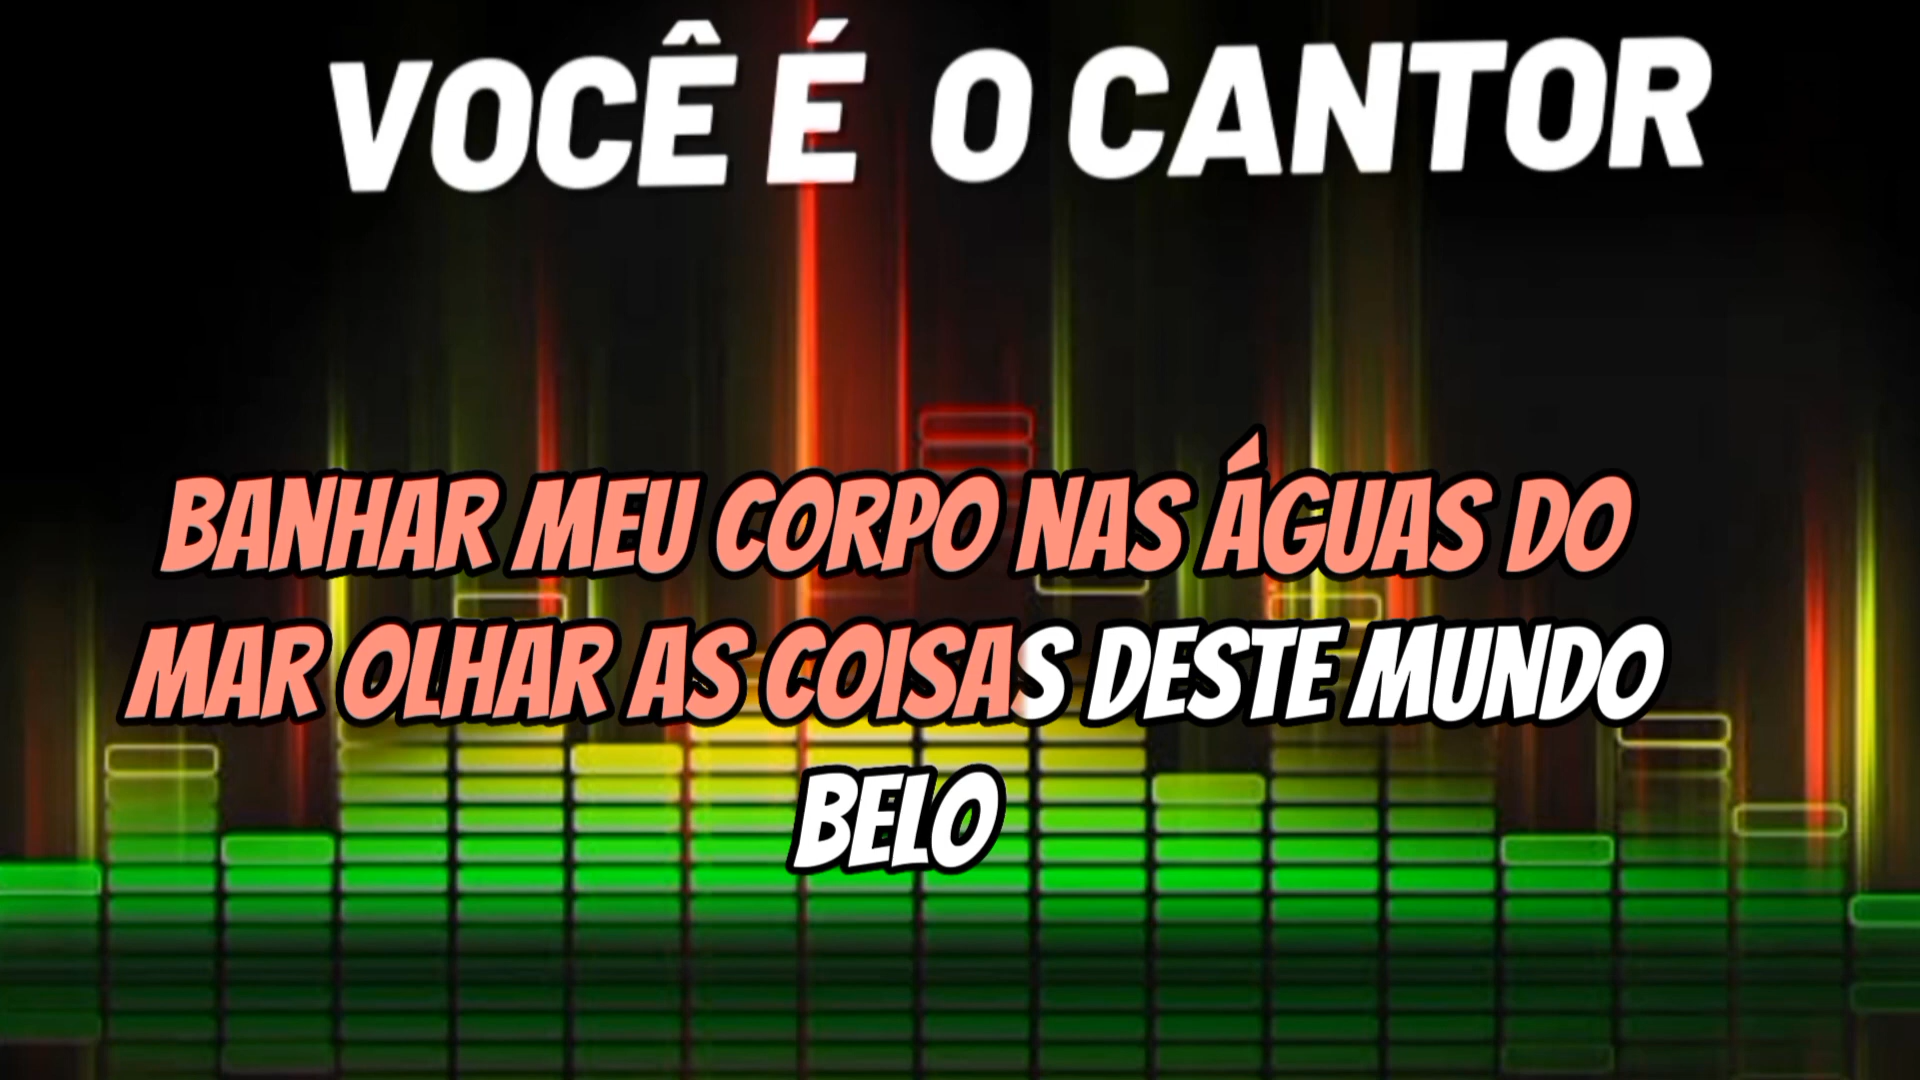 VOCÊ É O CANTOR
BANHAR MEU CORPO NAS ÁGUAS DO
MAR OLHAR AS COISAS DESTE MUNDO
BELO